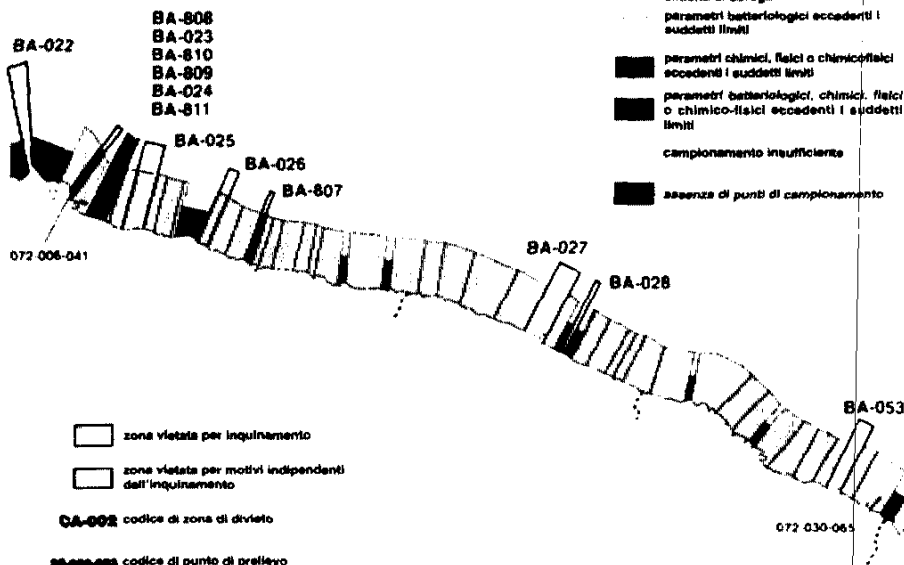 BA-022
BA-808
BA-023
BA-810
BA-809
BA-024
BA-811
BA-025
BA-026
BA-807
072-006-041
parametri batteriologici eccedenti i
suddetti limiti
parametri chimici, fisici o chimicofisici
eccedenti i suddetti limiti
parametri batteriologici, chimici, fisici
o chimico-fisici eccedenti i suddetti
limiti
campionamento insufficiente
assenza di punti di campionamento
BA-027
BA-028
BA-053
072 030-065
zona vietata per inquinamento
zona vietata per motivi indipendenti
dell'inquinamento
CA-002 codice di zona di divieto
codice di punto di prelievo